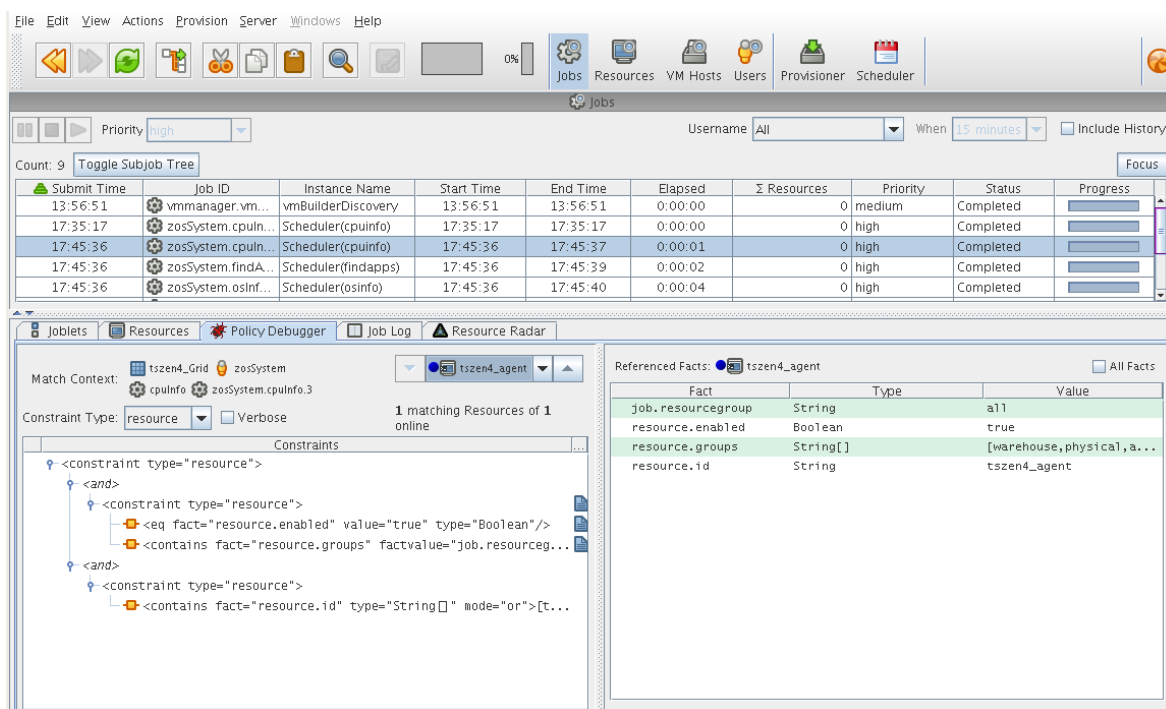 File Edit View Actions Provision Server Windows Help
0%
Jobs Resources VM Hosts Users Provisioner Scheduler
Jobs
Priority high Username All When 15 minutes Include History
Count: 9 Toggle Subjob Tree Focus
Submit Time Job ID Instance Name Start Time End Time Elapsed Σ Resources Priority Status Progress
13:56:51 vmmanager.vm... vmBuilderDiscovery 13:56:51 13:56:51 0:00:00 0 medium Completed
17:35:17 zosSystem.cpuIn... Scheduler(cpuinfo) 17:35:17 17:35:17 0:00:00 0 high Completed
17:45:36 zosSystem.cpuIn... Scheduler(cpuinfo) 17:45:36 17:45:37 0:00:01 0 high Completed
17:45:36 zosSystem.findA... Scheduler(findapps) 17:45:36 17:45:39 0:00:02 0 high Completed
17:45:36 zosSystem.osInf... Scheduler(osinfo) 17:45:36 17:45:40 0:00:04 0 high Completed
Joblets Resources Policy Debugger Job Log Resource Radar
Match Context: tszen4_Grid zosSystem tszen4_agent
cpuInfo zosSystem.cpuInfo.3
Constraint Type: resource Verbose 1 matching Resources of 1 online
Constraints ...
<constraint type="resource">
<and>
<constraint type="resource">
<eq fact="resource.enabled" value="true" type="Boolean"/>
<contains fact="resource.groups" factvalue="job.resourceg...
<and>
<constraint type="resource">
<contains fact="resource.id" type="String[]" mode="or">[t...
Referenced Facts: tszen4_agent All Facts
Fact Type Value
job.resourcegroup String all
resource.enabled Boolean true
resource.groups String[] [warehouse,physical,a...
resource.id String tszen4_agent